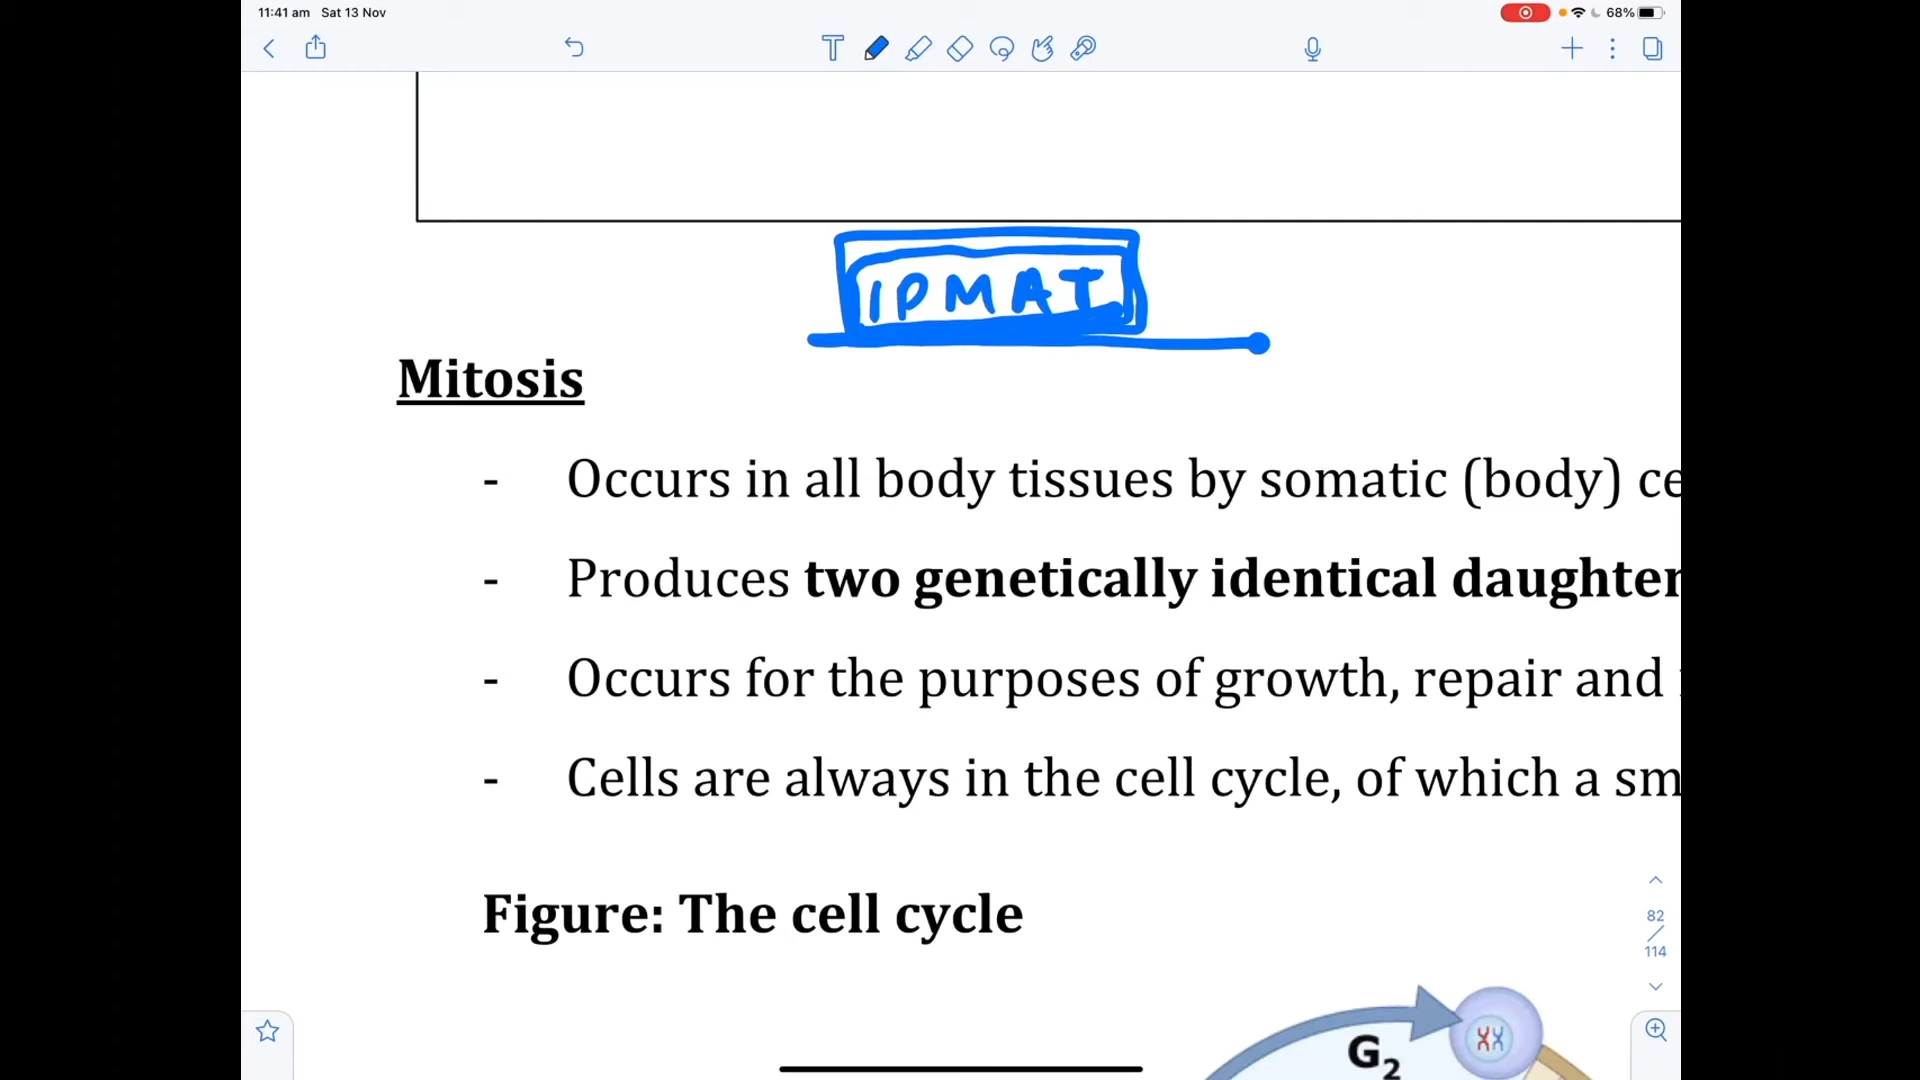 11:41 am Sat 13 Nov
68%
IPMAT
Mitosis
- Occurs in all body tissues by somatic (body) ce
- Produces two genetically identical daughter
- Occurs for the purposes of growth, repair and
- Cells are always in the cell cycle, of which a sm
Figure: The cell cycle
82
114
G2